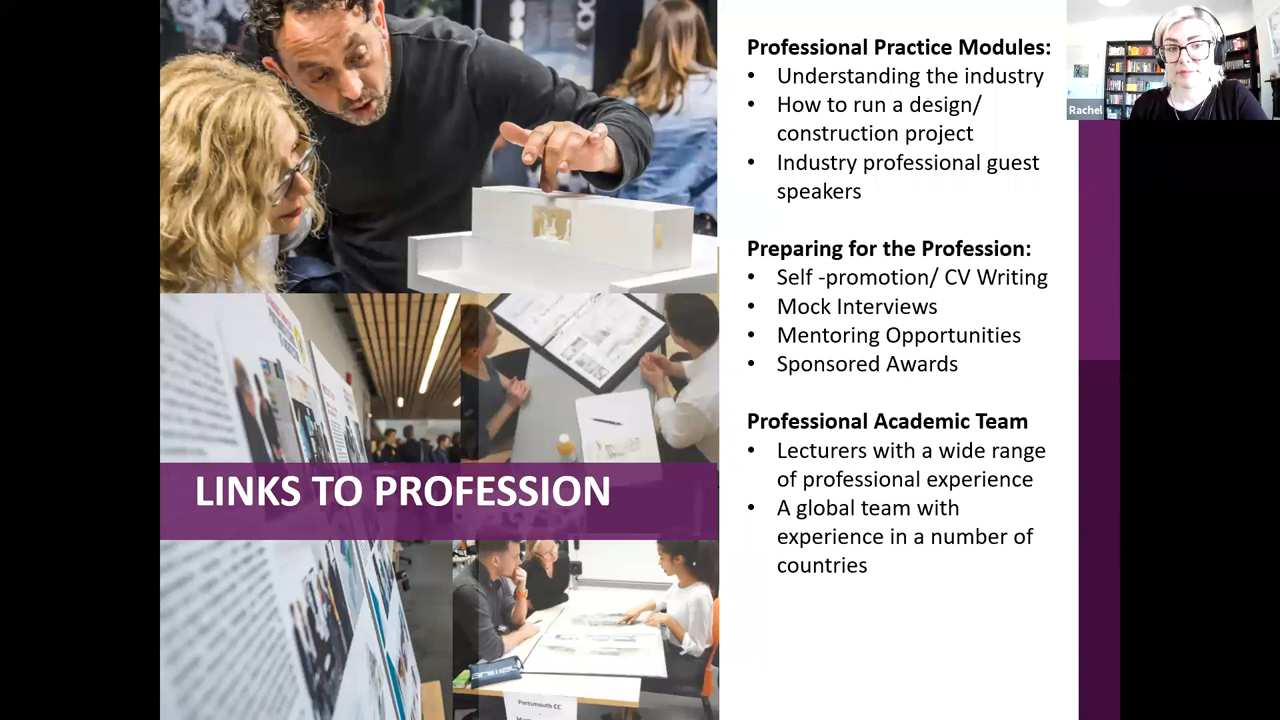 Professional Practice Modules:
• Understanding the industry
• How to run a design/
construction project
• Industry professional guest
speakers
Preparing for the Profession:
• Self -promotion/ CV Writing
• Mock Interviews
• Mentoring Opportunities
• Sponsored Awards
Professional Academic Team
• Lecturers with a wide range
of professional experience
• A global team with
experience in a number of
countries
LINKS TO PROFESSION
Portsmouth CC
Rachel